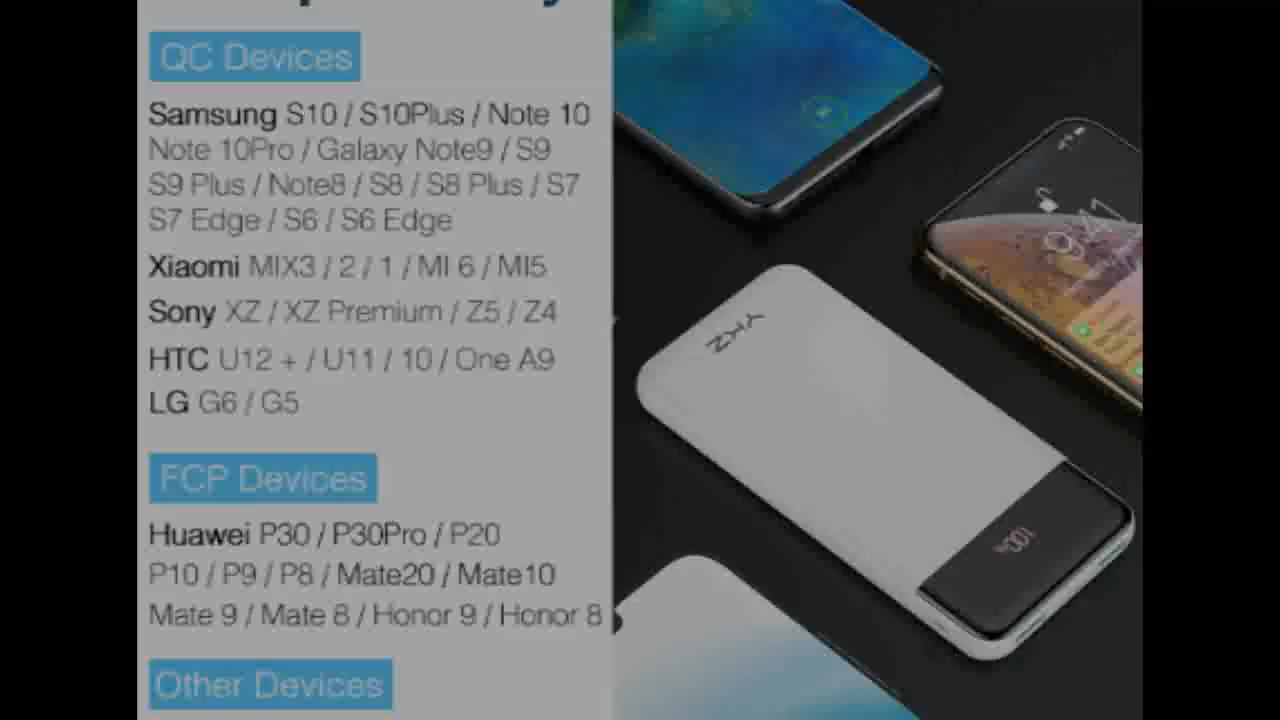 QC Devices
Samsung S10 / S10Plus / Note 10
Note 10Pro / Galaxy Note9 / S9
S9 Plus / Note8 / S8 / S8 Plus / S7
S7 Edge / S6 / S6 Edge
Xiaomi MIX3 / 2 / 1 / MI 6 / MI5
Sony XZ / XZ Premium / Z5 / Z4
HTC U12 + / U11 / 10 / One A9
LG G6 / G5
FCP Devices
Huawei P30 / P30Pro / P20
P10 / P9 / P8 / Mate20 / Mate10
Mate 9 / Mate 8 / Honor 9 / Honor 8
Other Devices
YKZ
100%